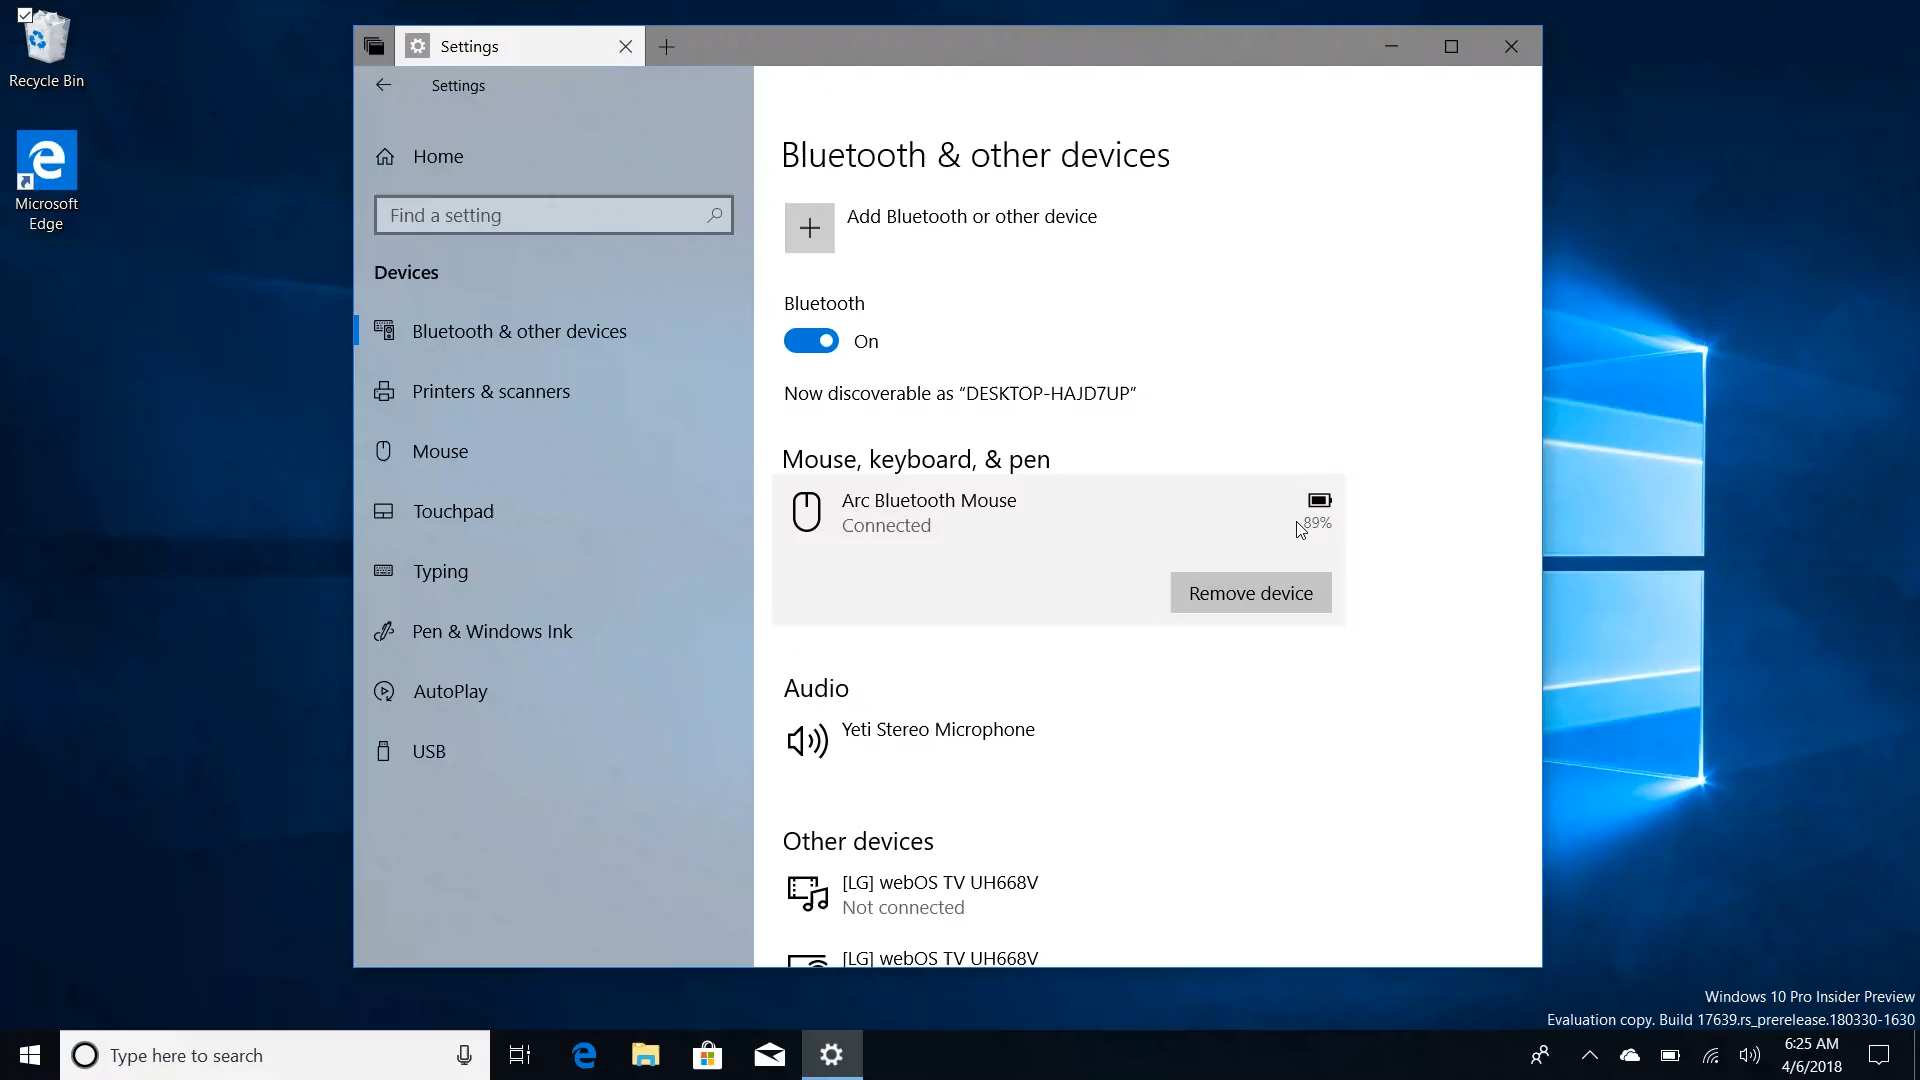 Recycle Bin
Microsoft
Edge
Settings
Settings
Home
Find a setting
Devices
Bluetooth & other devices
Printers & scanners
Mouse
Touchpad
Typing
Pen & Windows Ink
AutoPlay
USB
Bluetooth & other devices
Add Bluetooth or other device
Bluetooth
On
Now discoverable as “DESKTOP-HAJD7UP”
Mouse, keyboard, & pen
Arc Bluetooth Mouse
Connected
89%
Remove device
Audio
Yeti Stereo Microphone
Other devices
[LG] webOS TV UH668V
Not connected
[LG] webOS TV UH668V
Windows 10 Pro Insider Preview
Evaluation copy. Build 17639.rs_prerelease.180330-1630
Type here to search
6:25 AM
4/6/2018